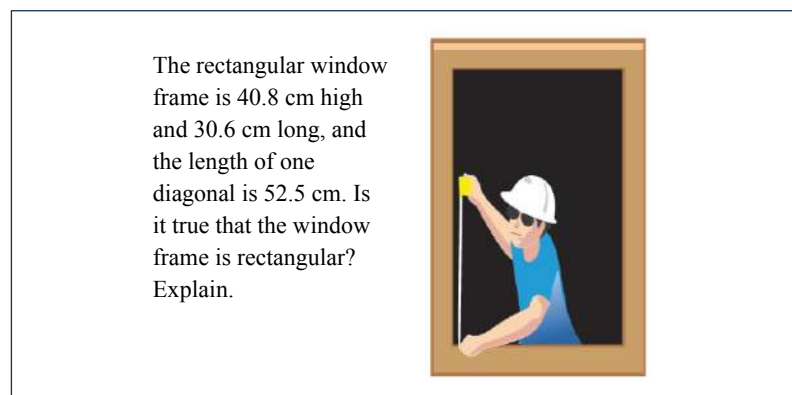 The rectangular window
frame is 40.8 cm high
and 30.6 cm long, and
the length of one
diagonal is 52.5 cm. Is
it true that the window
frame is rectangular?
Explain.